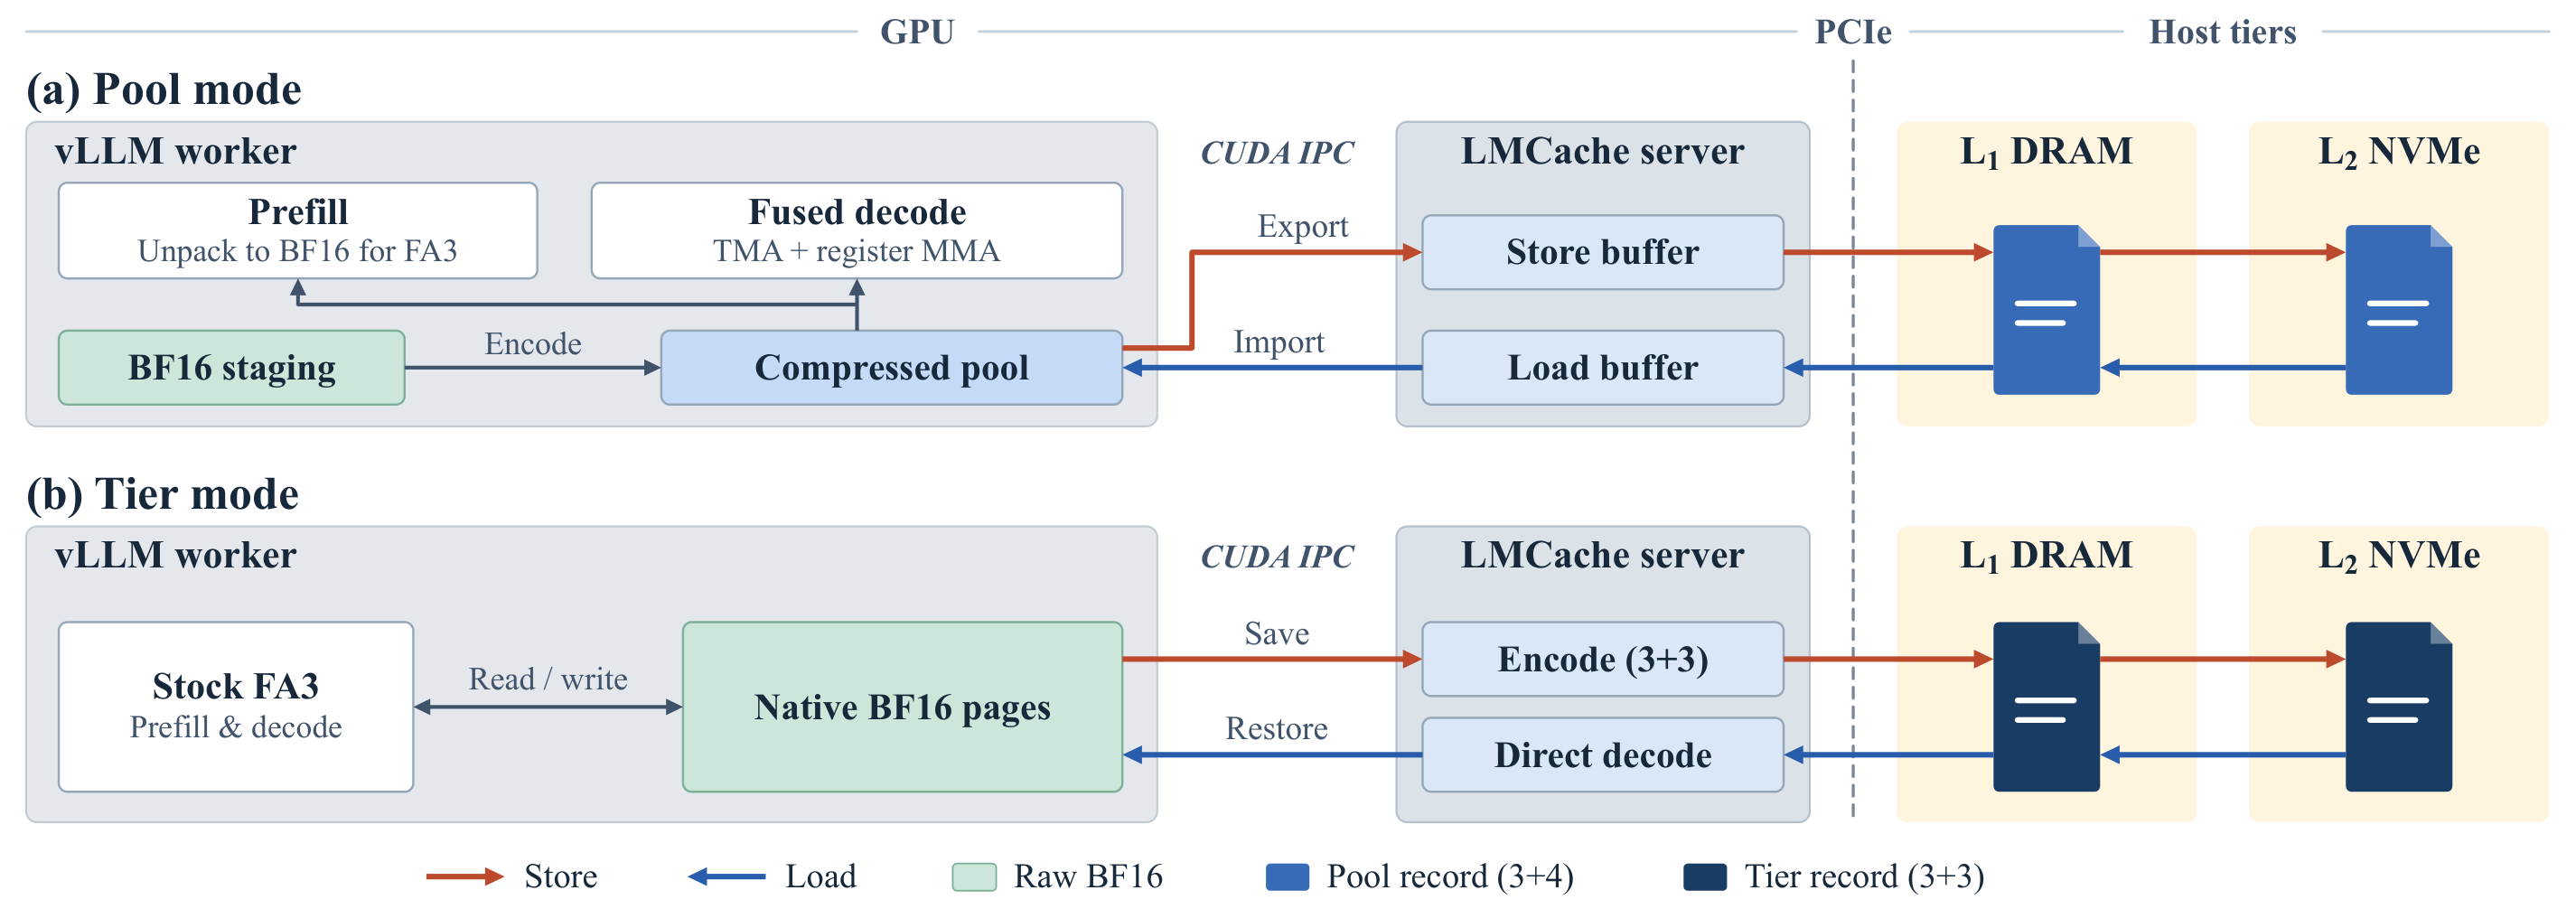 GPU
PCIe
Host tiers
(a) Pool mode
vLLM worker
CUDA IPC
LMCache server
L₁ DRAM
L₂ NVMe
Prefill
Unpack to BF16 for FA3
Fused decode
TMA + register MMA
Export
Store buffer
BF16 staging
Encode
Compressed pool
Import
Load buffer
(b) Tier mode
vLLM worker
CUDA IPC
LMCache server
L₁ DRAM
L₂ NVMe
Stock FA3
Prefill & decode
Read / write
Native BF16 pages
Save
Encode (3+3)
Restore
Direct decode
Store
Load
Raw BF16
Pool record (3+4)
Tier record (3+3)